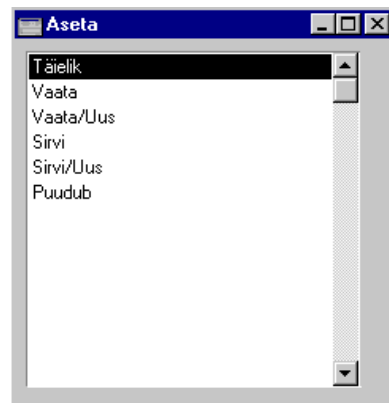 Aseta
Täielik
Vaata
Vaata/Uus
Sirvi
Sirvi/Uus
Puudub